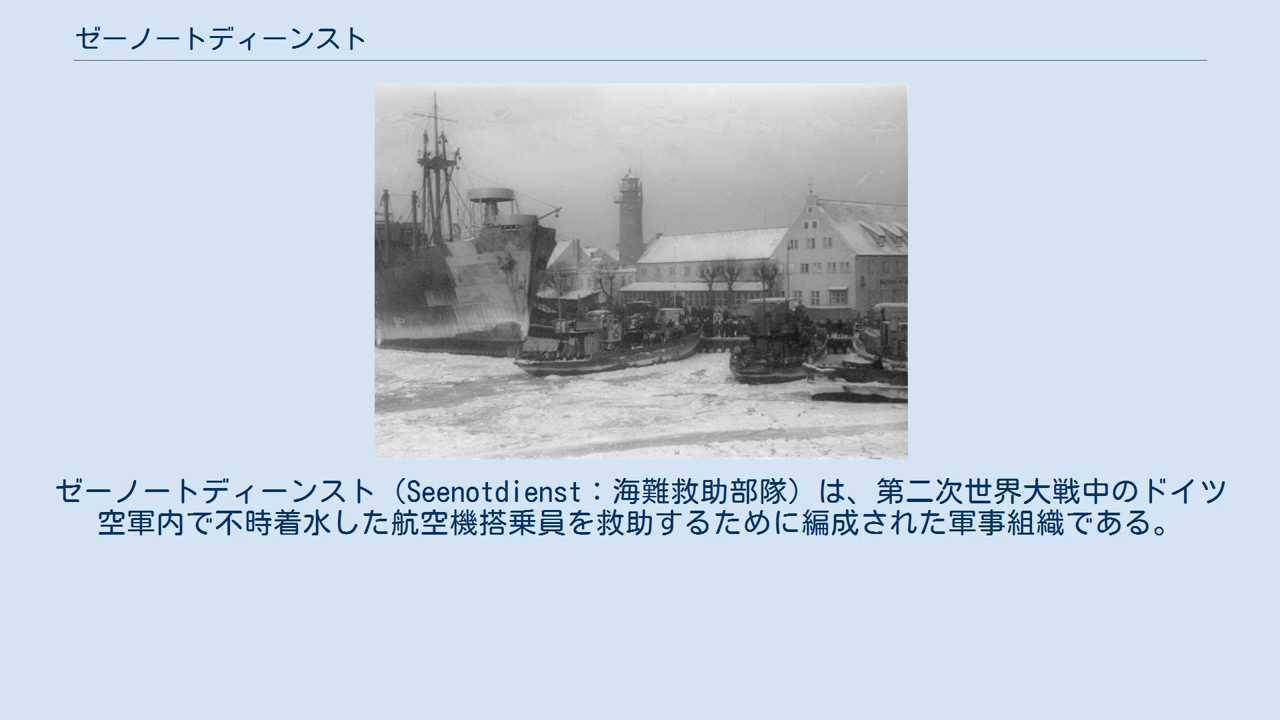 ゼーノートディーンスト
ゼーノートディーンスト（Seenotdienst：海難救助部隊）は、第二次世界大戦中のドイツ
空軍内で不時着水した航空機搭乗員を救助するために編成された軍事組織である。